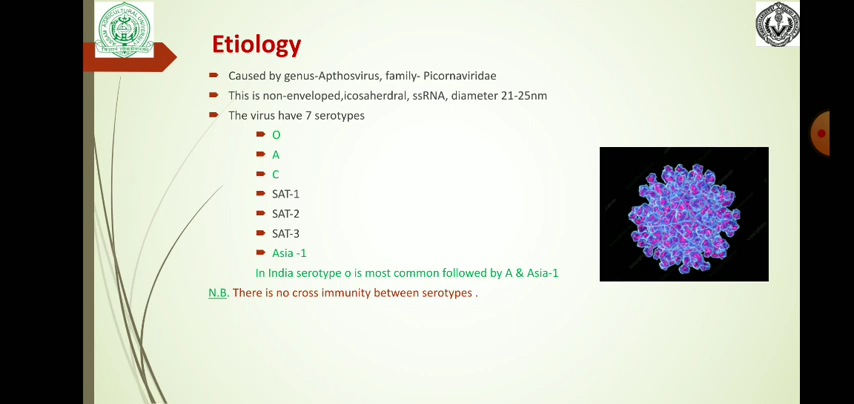 Etiology
Caused by genus-Apthosvirus, family- Picornaviridae
This is non-enveloped,icosaherdral, ssRNA, diameter 21-25nm
The virus have 7 serotypes
O
A
C
SAT-1
SAT-2
SAT-3
Asia -1
In India serotype o is most common followed by A & Asia-1
N.B. There is no cross immunity between serotypes .